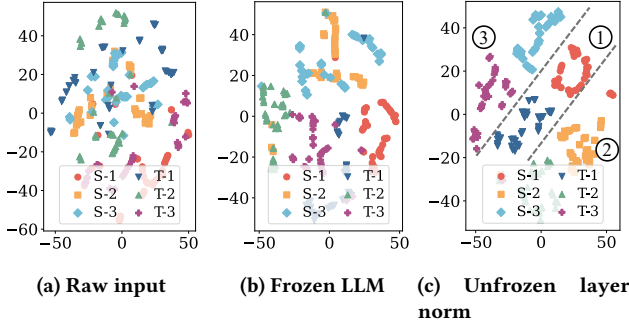 60
40
20
0
−20
−40
−60
−50 0 50
S-1 T-1
S-2 T-2
S-3 T-3
(a) Raw input
40
20
0
−20
−40
−50 0 50
S-1 T-1
S-2 T-2
S-3 T-3
(b) Frozen LLM
40
20
0
−20
−40
−50 0 50
3
1
2
S-1 T-1
S-2 T-2
S-3 T-3
(c) Unfrozen layer
norm